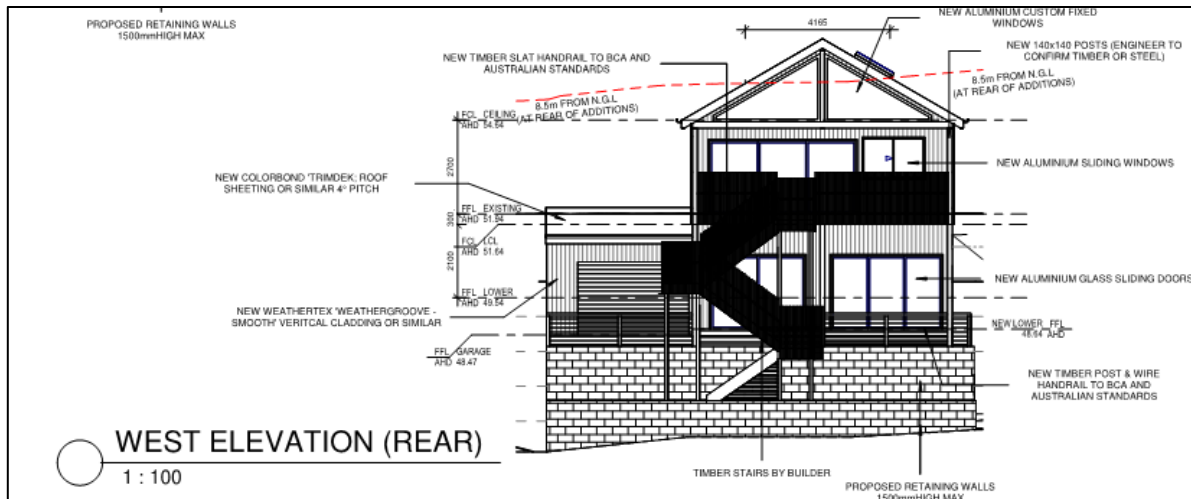 PROPOSED RETAINING WALLS
1500mmHIGH MAX
4165
NEW ALUMINIUM CUSTOM FIXED
WINDOWS
NEW TIMBER SLAT HANDRAIL TO BCA AND
AUSTRALIAN STANDARDS
NEW 140x140 POSTS (ENGINEER TO
CONFIRM TIMBER OR STEEL)
8.5m FROM N.G.L
(AT REAR OF ADDITIONS)
8.5m FROM N.G.L
(AT REAR OF ADDITIONS)
FCL CEILING
AHD 54.64
2700
NEW ALUMINIUM SLIDING WINDOWS
NEW COLORBOND 'TRIMDEK: ROOF
SHEETING OR SIMILAR 4° PITCH
FFL EXISTING
AHD 51.94
300
FCL LCL
AHD 51.64
2100
NEW ALUMINIUM GLASS SLIDING DOORS
FFL LOWER
AHD 49.54
NEW WEATHERTEX 'WEATHERGROOVE -
SMOOTH' VERITCAL CLADDING OR SIMILAR
NEW LOWER FFL
48.64 AHD
FFL GARAGE
AHD 48.47
NEW TIMBER POST & WIRE
HANDRAIL TO BCA AND
AUSTRALIAN STANDARDS
WEST ELEVATION (REAR)
1 : 100
TIMBER STAIRS BY BUILDER
PROPOSED RETAINING WALLS
1500mmHIGH MAX